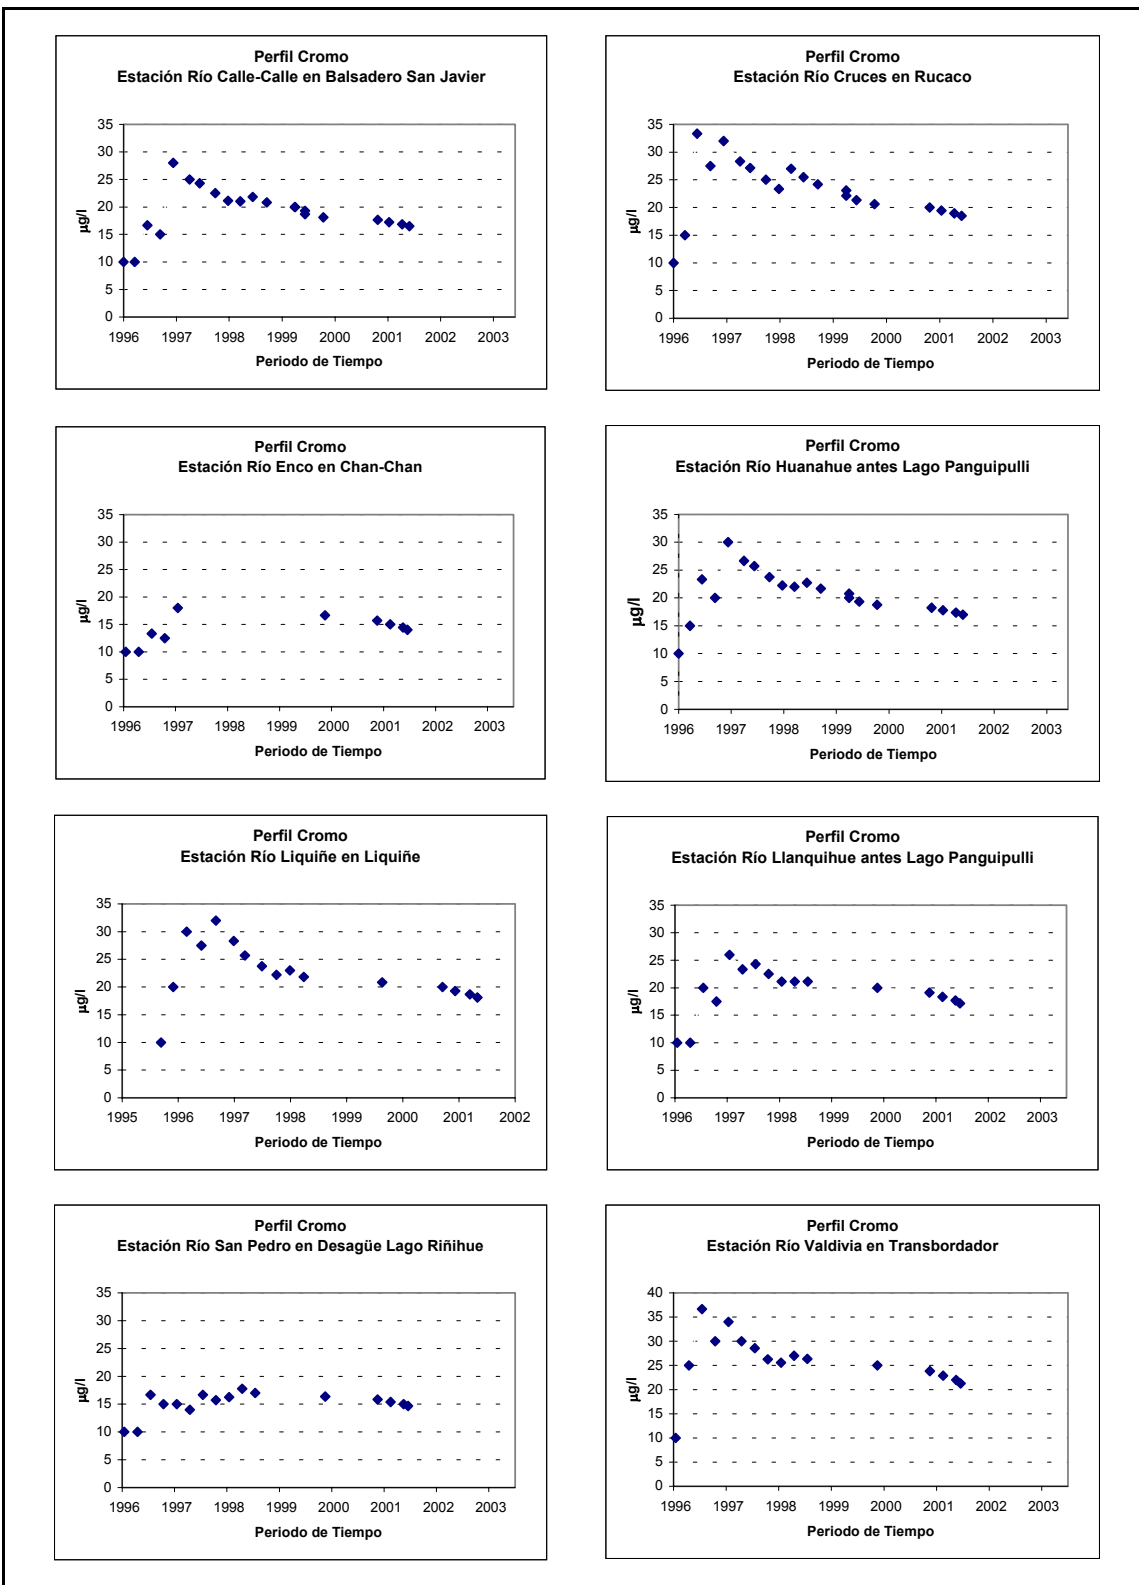 Perfil Cromo
Estación Río Calle-Calle en Balsadero San Javier
35
30
25
20
15
10
5
0
µg/l
1996 1997 1998 1999 2000 2001 2002 2003
Periodo de Tiempo
Perfil Cromo
Estación Río Cruces en Rucaco
35
30
25
20
15
10
5
0
µg/l
1996 1997 1998 1999 2000 2001 2002 2003
Periodo de Tiempo
Perfil Cromo
Estación Río Enco en Chan-Chan
35
30
25
20
15
10
5
0
µg/l
1996 1997 1998 1999 2000 2001 2002 2003
Periodo de Tiempo
Perfil Cromo
Estación Río Huanahue antes Lago Panguipulli
35
30
25
20
15
10
5
0
µg/l
1996 1997 1998 1999 2000 2001 2002 2003
Periodo de Tiempo
Perfil Cromo
Estación Río Liquiñe en Liquiñe
35
30
25
20
15
10
5
0
µg/l
1995 1996 1997 1998 1999 2000 2001 2002
Periodo de Tiempo
Perfil Cromo
Estación Río Llanquihue antes Lago Panguipulli
35
30
25
20
15
10
5
0
µg/l
1996 1997 1998 1999 2000 2001 2002 2003
Periodo de Tiempo
Perfil Cromo
Estación Río San Pedro en Desagüe Lago Riñihue
35
30
25
20
15
10
5
0
µg/l
1996 1997 1998 1999 2000 2001 2002 2003
Periodo de Tiempo
Perfil Cromo
Estación Río Valdivia en Transbordador
40
35
30
25
20
15
10
5
0
µg/l
1996 1997 1998 1999 2000 2001 2002 2003
Periodo de Tiempo